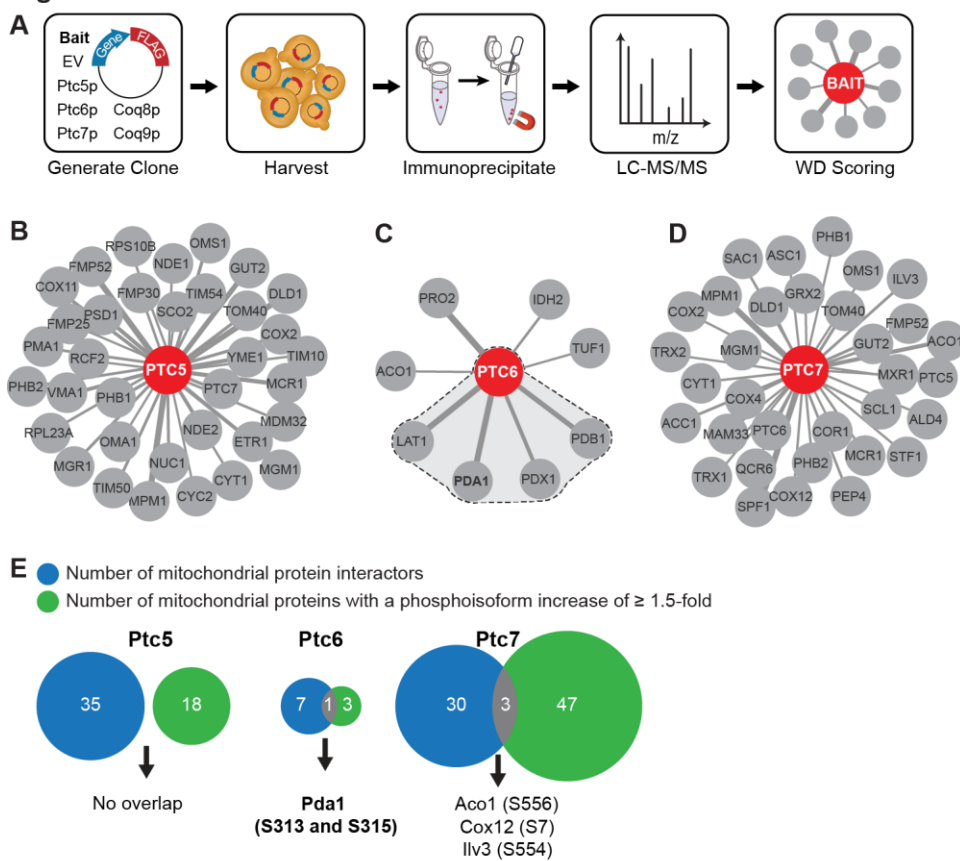 A
Bait
EV
Ptc5p
Ptc6p Coq8p
Ptc7p Coq9p
Gene FLAG
m/z
BAIT
Generate Clone Harvest Immunoprecipitate LC-MS/MS WD Scoring
B
RPS10B
OMS1
FMP52
NDE1
GUT2
COX11
FMP30
TIM54
DLD1
FMP25
PSD1
SCO2
TOM40
PMA1
RCF2
COX2
YME1
TIM10
PTC5
PHB2
VMA1
PHB1
PTC7
MCR1
RPL23A
OMA1
NDE2
MDM32
MGR1
NUC1
ETR1
TIM50
MPM1
CYC2
CYT1
MGM1
C
PRO2
IDH2
ACO1
PTC6
TUF1
LAT1
PDB1
PDA1
PDX1
D
PHB1
SAC1
ASC1
OMS1
ILV3
COX2
MPM1
DLD1
GRX2
TOM40
FMP52
TRX2
MGM1
GUT2
ACO1
PTC7
MXR1
PTC5
CYT1
COX4
SCL1
ALD4
ACC1
MAM33
PTC6
COR1
MCR1
STF1
TRX1
QCR6
PHB2
SPF1
COX12
PEP4
E
Number of mitochondrial protein interactors
Number of mitochondrial proteins with a phosphoisoform increase of ≥ 1.5-fold
Ptc5 Ptc6 Ptc7
35 18 7 1 3 30 3 47
No overlap
Pda1
(S313 and S315)
Aco1 (S556)
Cox12 (S7)
Ilv3 (S554)